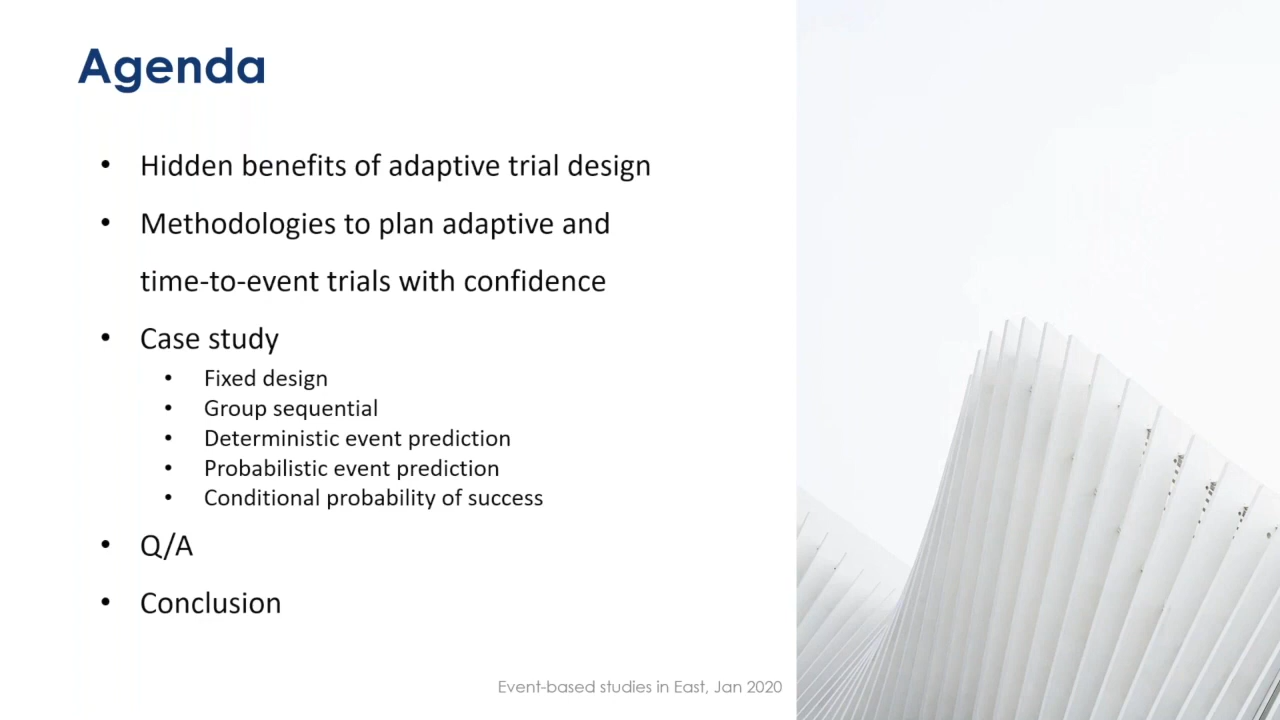 Agenda
• Hidden benefits of adaptive trial design
• Methodologies to plan adaptive and
time-to-event trials with confidence
• Case study
• Fixed design
• Group sequential
• Deterministic event prediction
• Probabilistic event prediction
• Conditional probability of success
• Q/A
• Conclusion
Event-based studies in East, Jan 2020